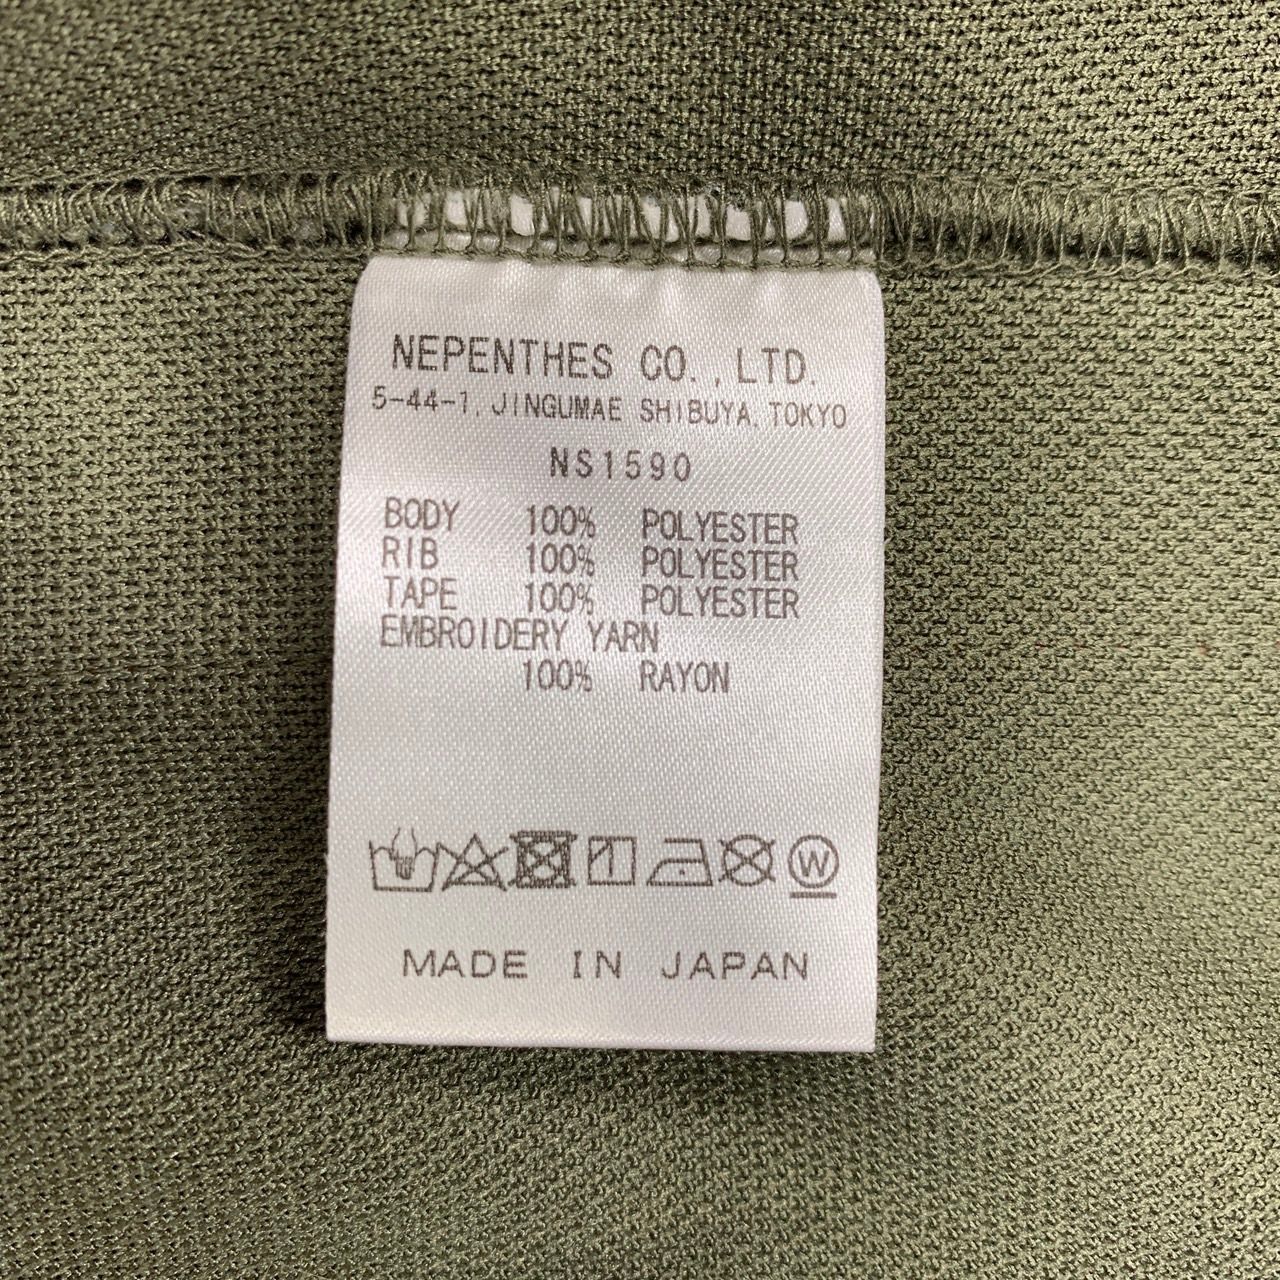 NEPENTHES CO., LTD.
5-44-1, JINGUMAE SHIBUYA, TOKYO
NS1590
BODY 100% POLYESTER
RIB 100% POLYESTER
TAPE 100% POLYESTER
EMBROIDERY YARN
100% RAYON
W
MADE IN JAPAN